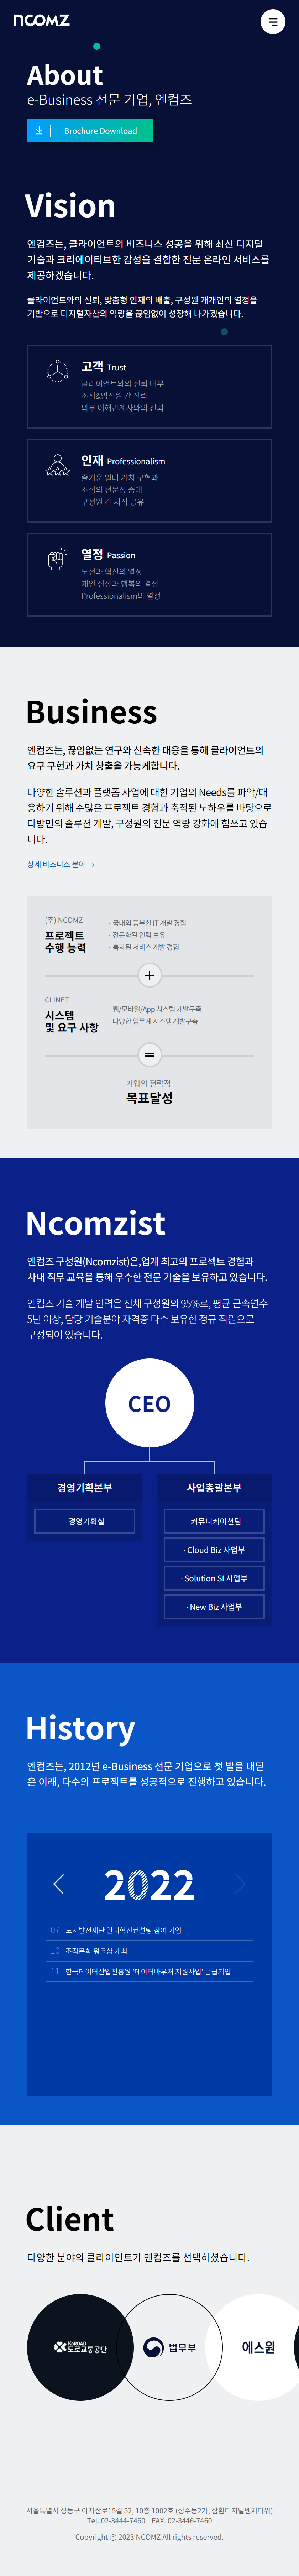 NCOMZ
About
e-Business 전문 기업, 엔컴즈
Brochure Download
Vision
엔컴즈는, 클라이언트의 비즈니스 성공을 위해 최신 디지털
기술과 크리에이티브한 감성을 결합한 전문 온라인 서비스를
제공하겠습니다.
클라이언트와의 신뢰, 맞춤형 인재의 배출, 구성원 개개인의 열정을
기반으로 디지털자산의 역량을 끊임없이 성장해 나가겠습니다.
고객 Trust
클라이언트와의 신뢰 내부
조직&임직원 간 신뢰
외부 이해관계자와의 신뢰
인재 Professionalism
즐거운 일터 가치 구현과
조직의 전문성 증대
구성원 간 지식 공유
열정 Passion
도전과 혁신의 열정
개인 성장과 행복의 열정
Professionalism의 열정
Business
엔컴즈는, 끊임없는 연구와 신속한 대응을 통해 클라이언트의
요구 구현과 가치 창출을 가능케합니다.
다양한 솔루션과 플랫폼 사업에 대한 기업의 Needs를 파악/대
응하기 위해 수많은 프로젝트 경험과 축적된 노하우를 바탕으로
다방면의 솔루션 개발, 구성원의 전문 역량 강화에 힘쓰고 있습
니다.
상세 비즈니스 분야 →
(주) NCOMZ
프로젝트
수행 능력
· 국내외 풍부한 IT 개발 경험
· 전문화된 인력 보유
· 특화된 서비스 개발 경험
+
CLINET
시스템
및 요구 사항
· 웹/모바일/App 시스템 개발구축
· 다양한 업무계 시스템 개발구축
=
기업의 전략적
목표달성
Ncomzist
엔컴즈 구성원(Ncomzist)은,업계 최고의 프로젝트 경험과
사내 직무 교육을 통해 우수한 전문 기술을 보유하고 있습니다.
엔컴즈 기술 개발 인력은 전체 구성원의 95%로, 평균 근속연수
5년 이상, 담당 기술분야 자격증 다수 보유한 정규 직원으로
구성되어 있습니다.
CEO
경영기획본부
· 경영기획실
사업총괄본부
· 커뮤니케이션팀
· Cloud Biz 사업부
· Solution SI 사업부
· New Biz 사업부
History
엔컴즈는, 2012년 e-Business 전문 기업으로 첫 발을 내딛
은 이래, 다수의 프로젝트를 성공적으로 진행하고 있습니다.
2022
07 노사발전재단 일터혁신컨설팅 참여 기업
10 조직문화 워크샵 개최
11 한국데이터산업진흥원 '데이터바우처 지원사업' 공급기업
Client
다양한 분야의 클라이언트가 엔컴즈를 선택하셨습니다.
KoROAD
도로교통공단
법무부
에스원
서울특별시 성동구 아차산로15길 52, 10층 1002호 (성수동2가, 삼환디지털벤처타워)
Tel. 02-3444-7460 FAX. 02-3446-7460
Copyright ⓒ 2023 NCOMZ All rights reserved.